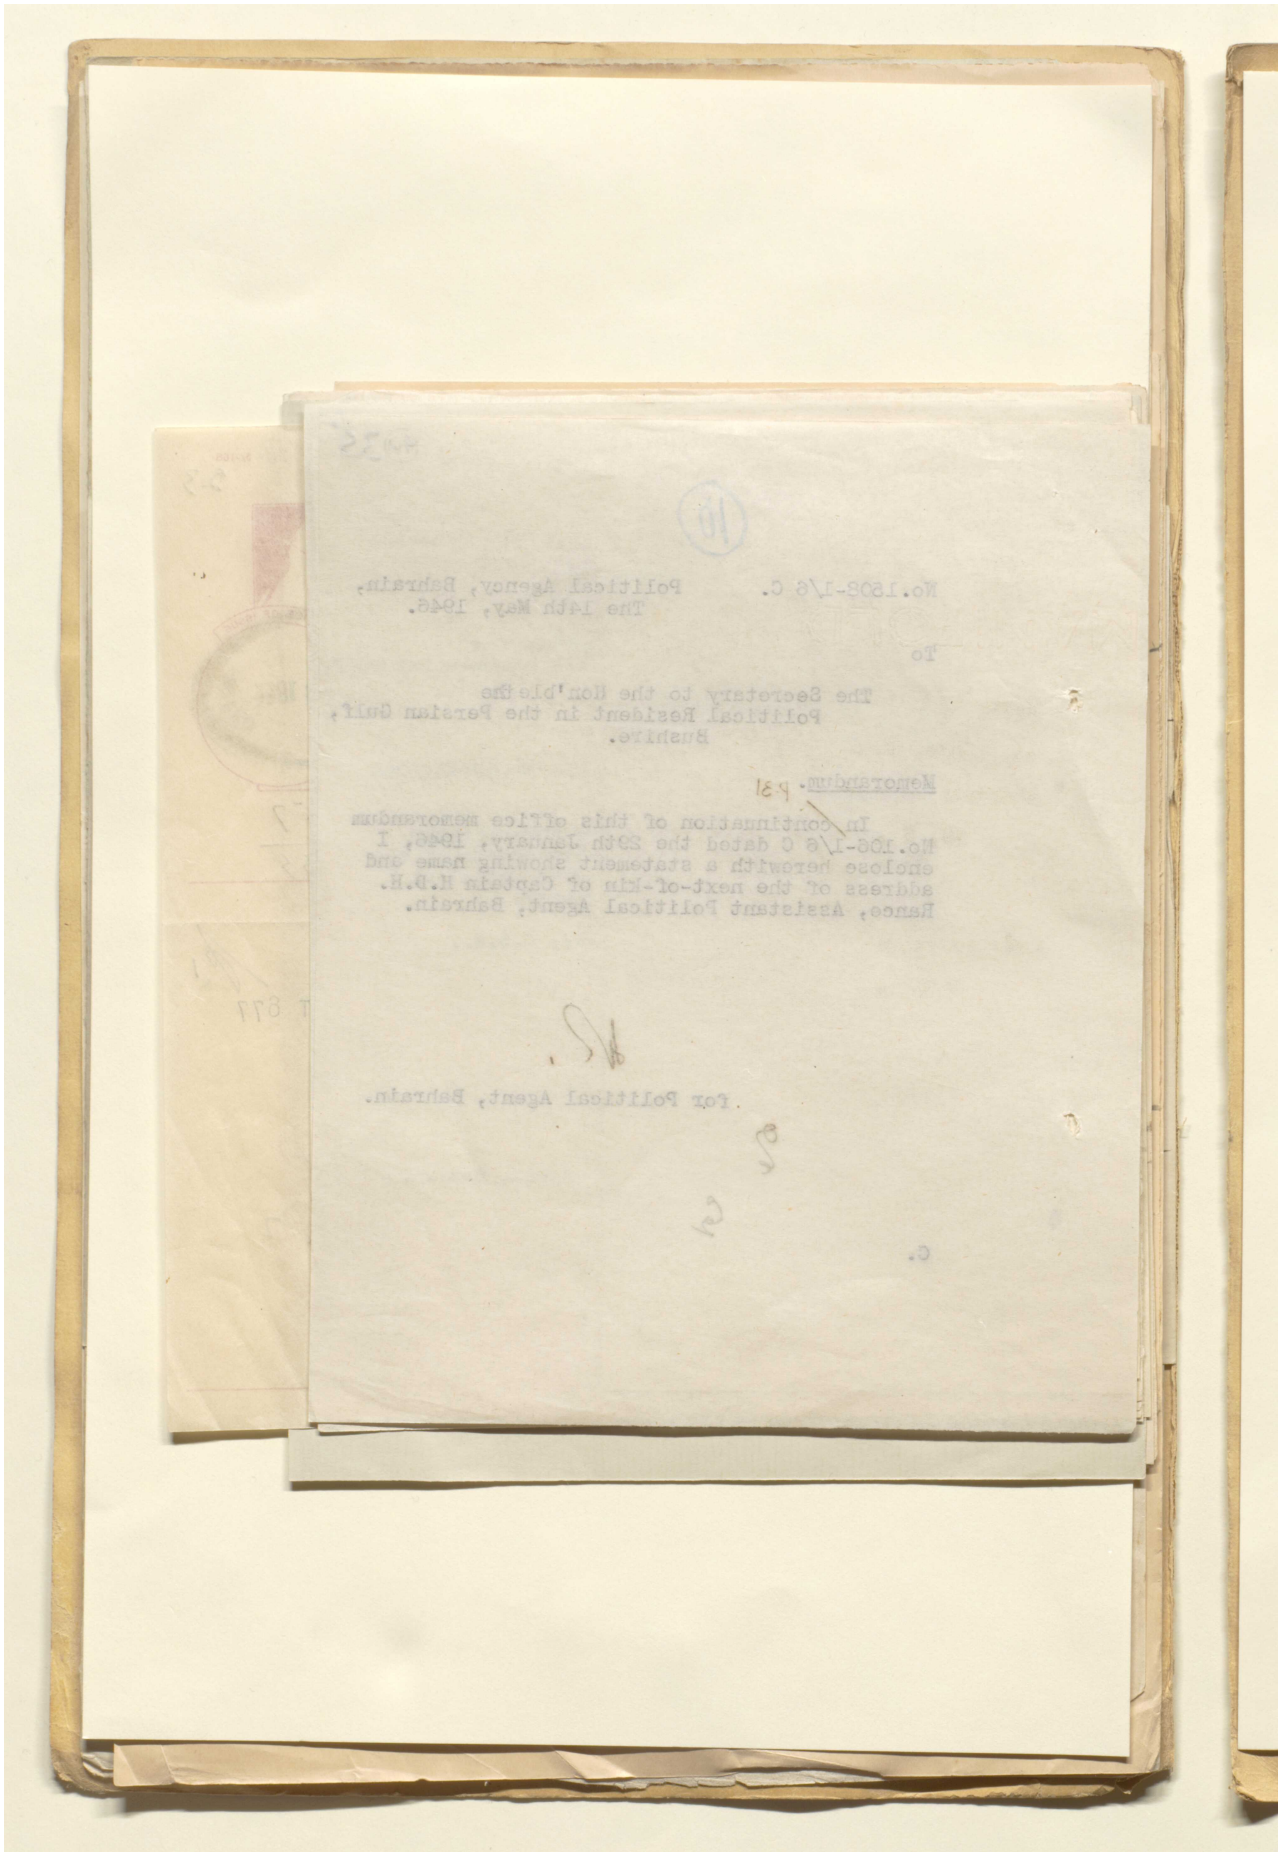 10
No.1508-1/6 C. Political Agency, Bahrain,
The 14th May, 1946.
To
The Secretary to the Hon'ble the
Political Resident in the Persian Gulf,
Bushire.
Memorandum. P.31
In continuation of this office memorandum
No.106-1/6 C dated the 29th January, 1946, I
enclose herewith a statement showing name and
address of the next-of-kin of Captain H.D.H.
Rance, Assistant Political Agent, Bahrain.
for Political Agent, Bahrain.
C.